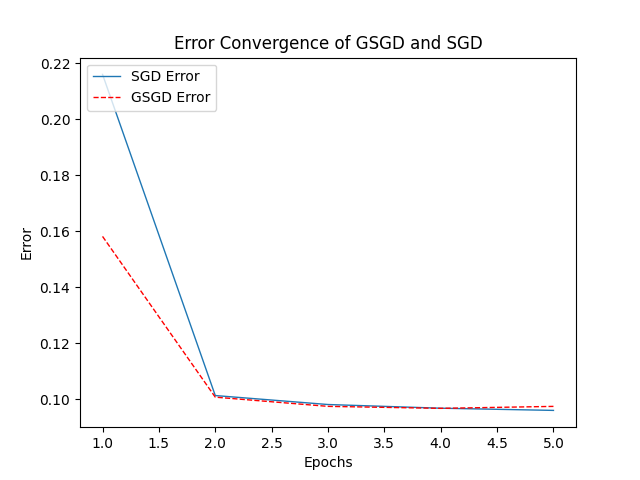 Error Convergence of GSGD and SGD
SGD Error
GSGD Error
Error
0.22
0.20
0.18
0.16
0.14
0.12
0.10
1.0 1.5 2.0 2.5 3.0 3.5 4.0 4.5 5.0
Epochs